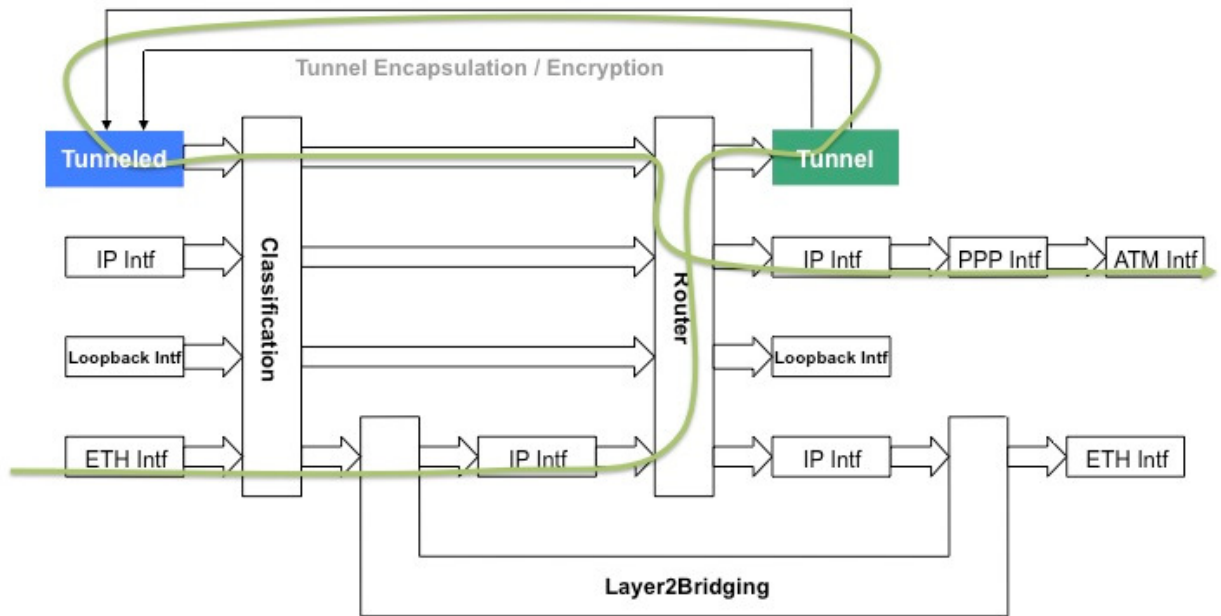 Tunnel Encapsulation / Encryption
Tunneled
Tunnel
Classification
Router
IP Intf
IP Intf
PPP Intf
ATM Intf
Loopback Intf
Loopback Intf
ETH Intf
IP Intf
IP Intf
ETH Intf
Layer2Bridging